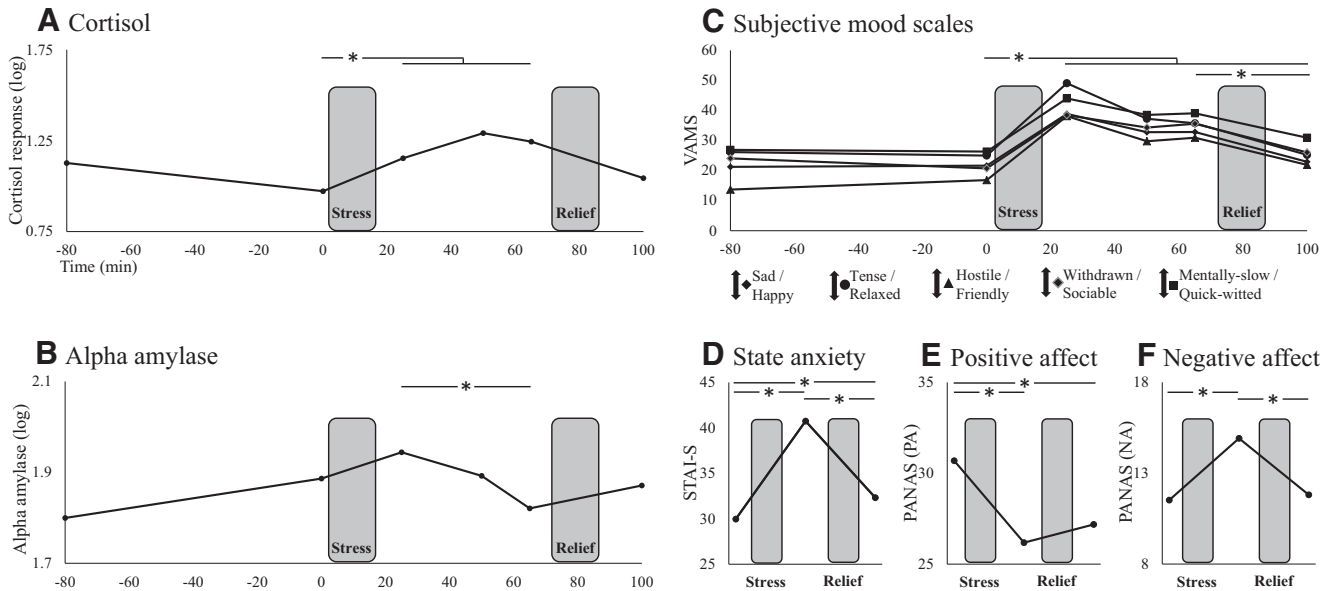 A Cortisol
Cortisol response (log)
1.75
1.25
0.75
*
Stress
Relief
-80 -60 -40 -20 0 20 40 60 80 100
Time (min)
B Alpha amylase
Alpha amylase (log)
2.1
1.9
1.7
*
Stress
Relief
-80 -60 -40 -20 0 20 40 60 80 100
C Subjective mood scales
VAMS
60
50
40
30
20
10
0
*
*
Stress
Relief
-80 -60 -40 -20 0 20 40 60 80 100
Sad /
Happy
Tense /
Relaxed
Hostile /
Friendly
Withdrawn /
Sociable
Mentally-slow /
Quick-witted
D State anxiety
STAI-S
45
40
35
30
25
*
* *
Stress Relief
E Positive affect
PANAS (PA)
35
30
25
*
*
Stress Relief
F Negative affect
PANAS (NA)
18
13
8
* *
Stress Relief